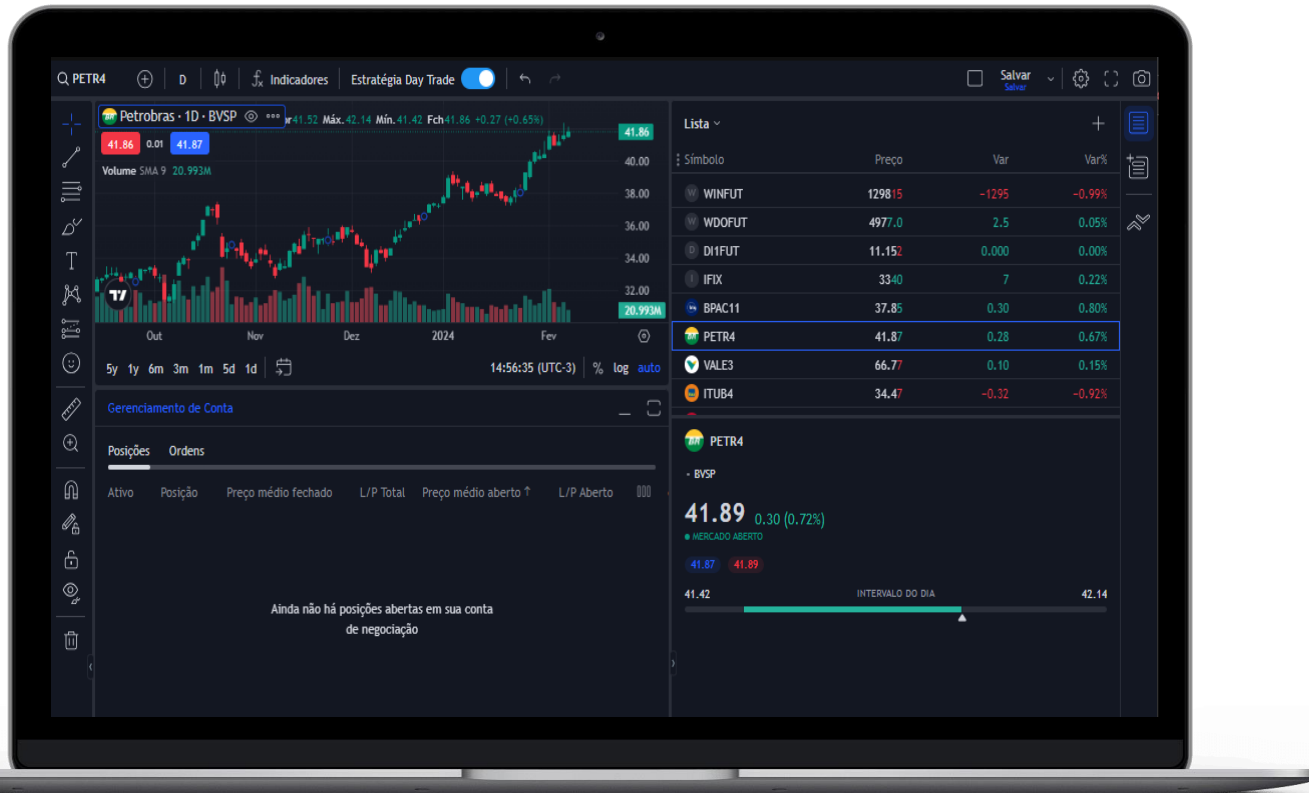 PETR4 D Indicadores Estratégia Day Trade Salvar
Salvar
Petrobras · 1D · BVSP 41.52 Máx.42.14 Mín.41.42 Fch41.86 +0.27 (+0.65%)
41.86 0.01 41.87
Volume SMA 9 20.993M
41.86
40.00
38.00
36.00
34.00
32.00
20.993M
Out Nov Dez 2024 Fev
5y 1y 6m 3m 1m 5d 1d 14:56:35 (UTC-3) % log auto
Gerenciamento de Conta
Posições Ordens
Ativo Posição Preço médio fechado L/P Total Preço médio aberto ↑ L/P Aberto
Ainda não há posições abertas em sua conta
de negociação
Lista
Símbolo Preço Var Var%
W WINFUT 129815 −1295 −0.99%
W WDOFUT 4977.0 2.5 0.05%
D DI1FUT 11.152 0.000 0.00%
I IFIX 3340 7 0.22%
BPAC11 37.85 0.30 0.80%
PETR4 41.87 0.28 0.67%
VALE3 66.77 0.10 0.15%
ITUB4 34.47 −0.32 −0.92%
PETR4
- BVSP
41.89 0.30 (0.72%)
MERCADO ABERTO
41.87 41.89
41.42 INTERVALO DO DIA 42.14